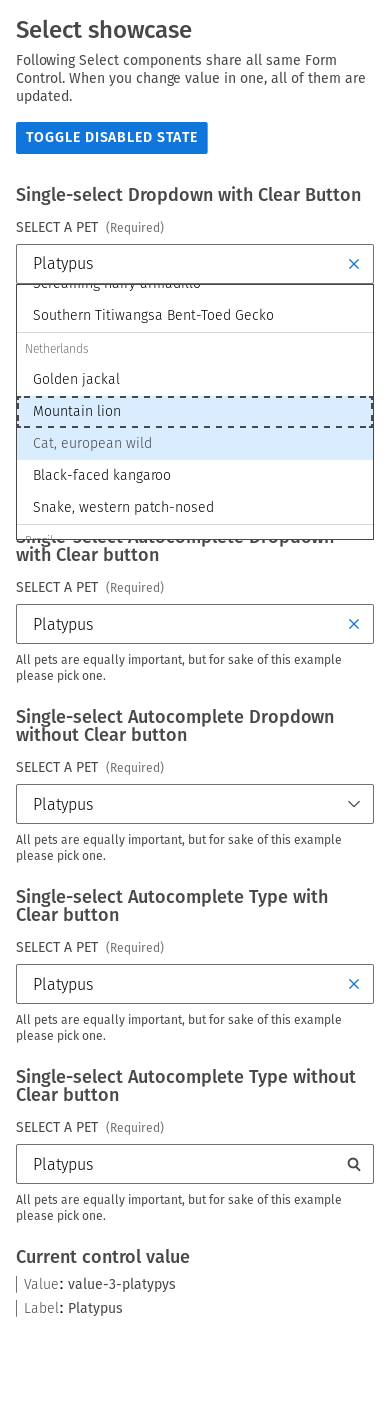 Select showcase
Following Select components share all same Form
Control. When you change value in one, all of them are
updated.
TOGGLE DISABLED STATE
Single-select Dropdown with Clear Button
SELECT A PET (Required)
Platypus
Screaming hairy armadillo
Southern Titiwangsa Bent-Toed Gecko
Netherlands
Golden jackal
Mountain lion
Cat, european wild
Black-faced kangaroo
Snake, western patch-nosed
Single-select Autocomplete Dropdown
with Clear button
SELECT A PET (Required)
Platypus
All pets are equally important, but for sake of this example
please pick one.
Single-select Autocomplete Dropdown
without Clear button
SELECT A PET (Required)
Platypus
All pets are equally important, but for sake of this example
please pick one.
Single-select Autocomplete Type with
Clear button
SELECT A PET (Required)
Platypus
All pets are equally important, but for sake of this example
please pick one.
Single-select Autocomplete Type without
Clear button
SELECT A PET (Required)
Platypus
All pets are equally important, but for sake of this example
please pick one.
Current control value
Value: value-3-platypys
Label: Platypus